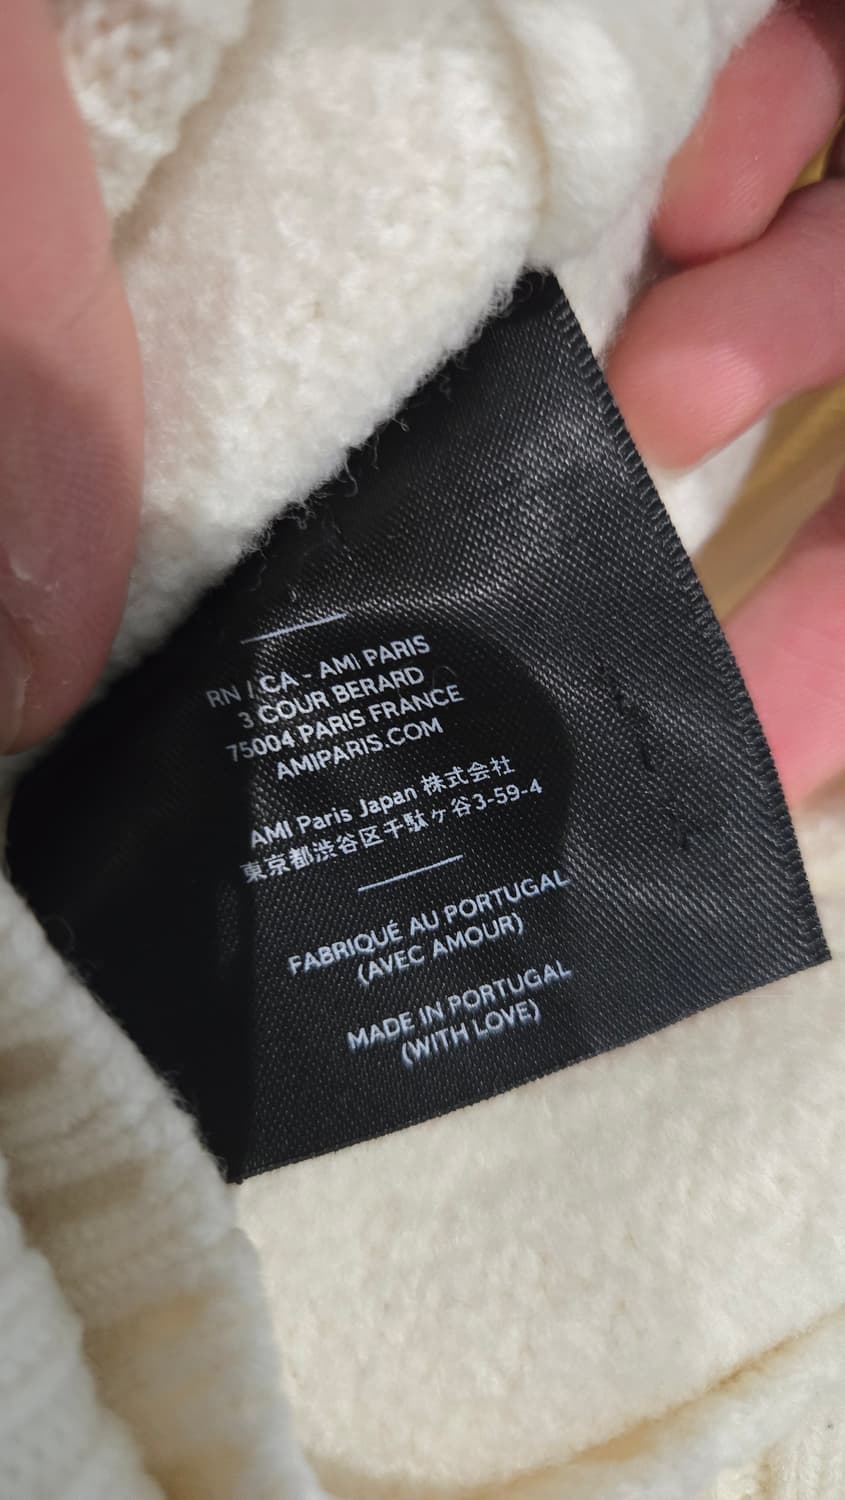 RN / CA - AMI PARIS
3 COUR BERARD
75004 PARIS FRANCE
AMIPARIS.COM
AMI Paris Japan 株式会社
東京都渋谷区千駄ヶ谷3-59-4
FABRIQUÉ AU PORTUGAL
(AVEC AMOUR)
MADE IN PORTUGAL
(WITH LOVE)